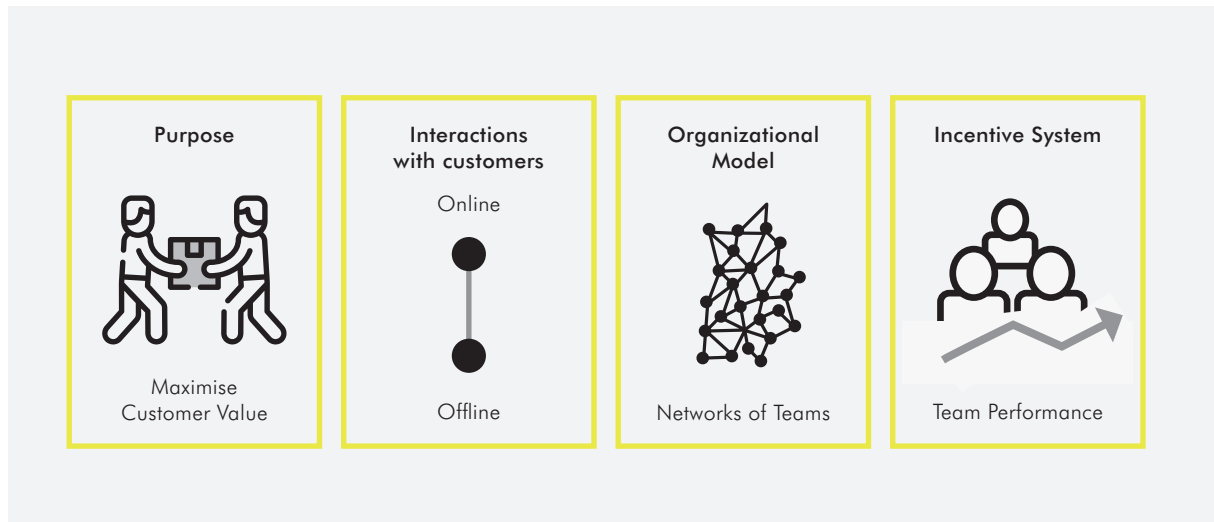 Purpose
Maximise
Customer Value
Interactions
with customers
Online
Offline
Organizational
Model
Networks of Teams
Incentive System
Team Performance